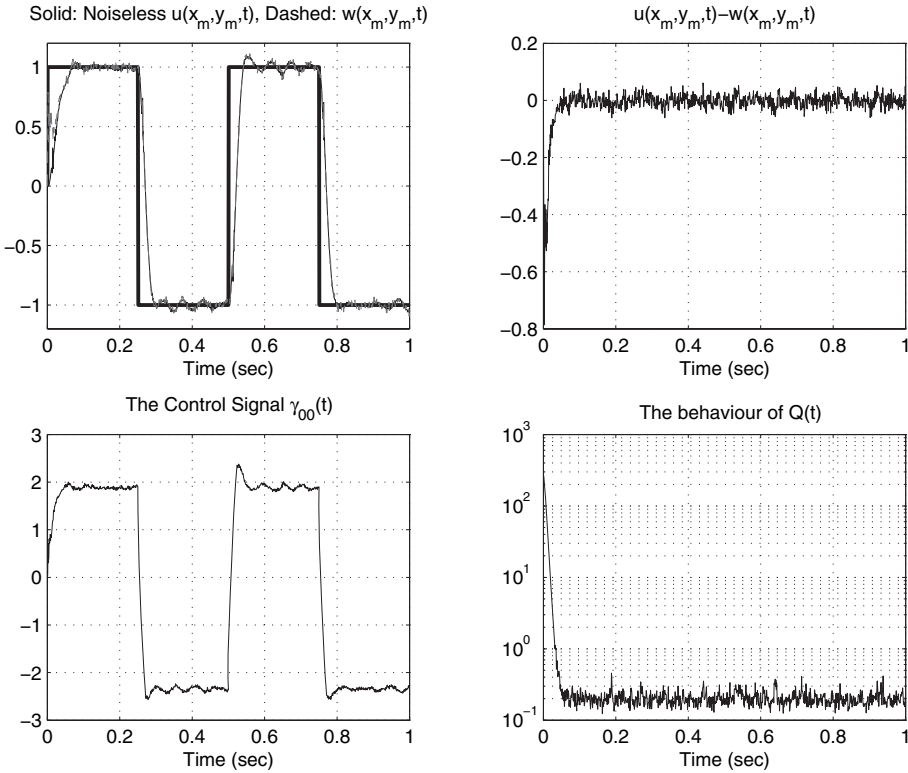 Solid: Noiseless u(x_m,y_m,t), Dashed: w(x_m,y_m,t)
1
0.5
0
−0.5
−1
0 0.2 0.4 0.6 0.8 1
Time (sec)
u(x_m,y_m,t)−w(x_m,y_m,t)
0.2
0
−0.2
−0.4
−0.6
−0.8
0 0.2 0.4 0.6 0.8 1
Time (sec)
The Control Signal γ_00(t)
3
2
1
0
−1
−2
−3
0 0.2 0.4 0.6 0.8 1
Time (sec)
The behaviour of Q(t)
10^3
10^2
10^1
10^0
10^−1
0 0.2 0.4 0.6 0.8 1
Time (sec)